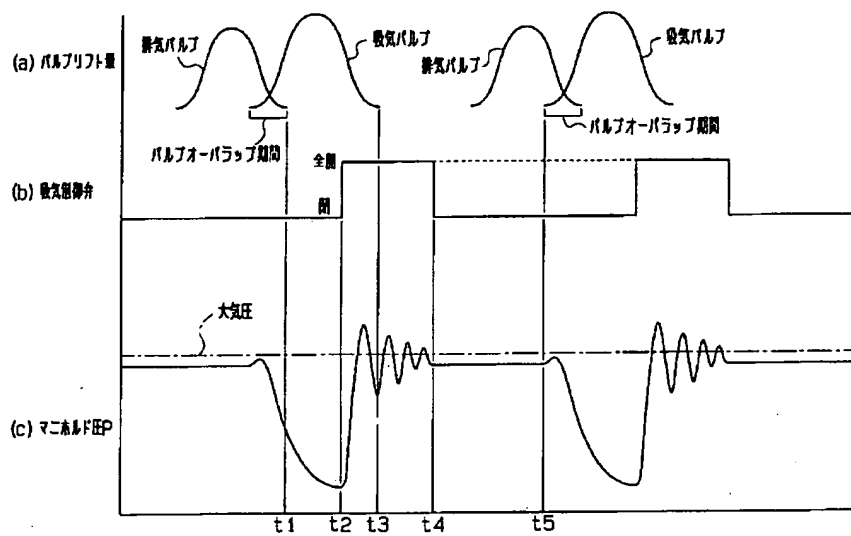 (a) バルブリフト量
排気バルブ
吸気バルブ
排気バルブ
吸気バルブ
バルブオーバラップ期間
バルブオーバラップ期間
(b) 吸気制御弁
全開
閉
大気圧
(c) マニホルド圧P
t1 t2 t3 t4 t5